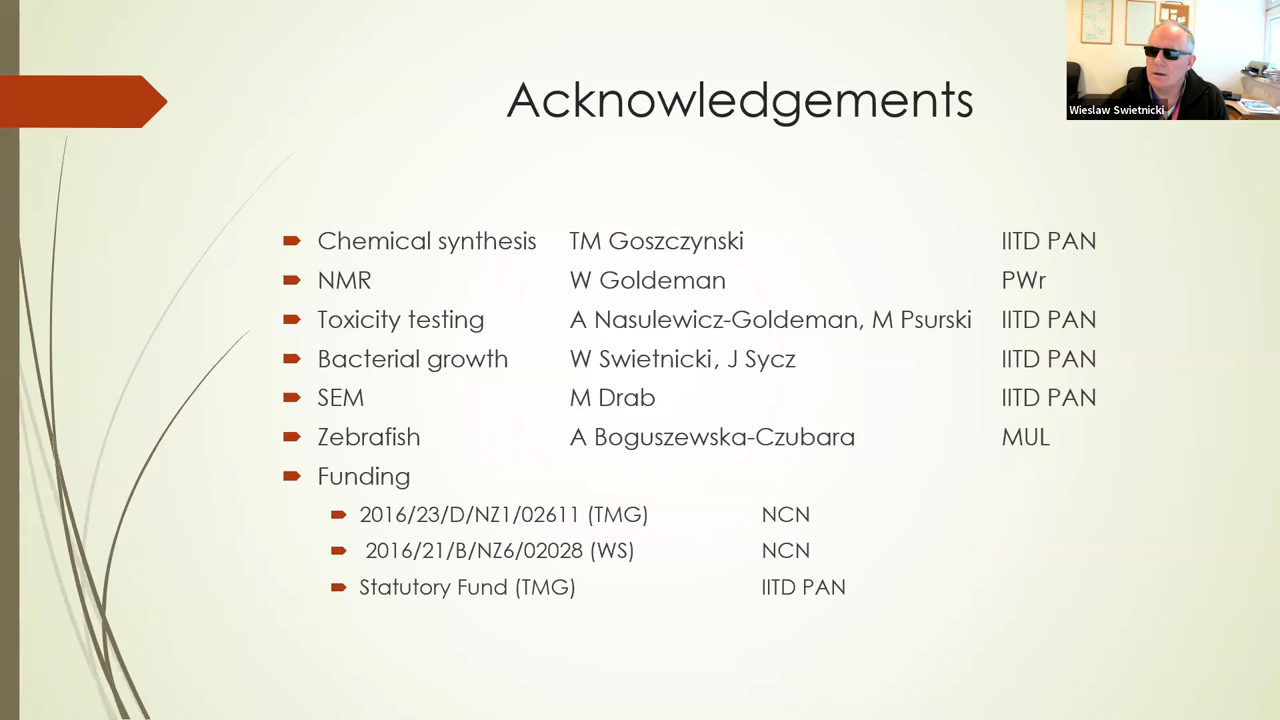 Acknowledgements
Wieslaw Swietnicki
Chemical synthesis TM Goszczynski IITD PAN
NMR W Goldeman PWr
Toxicity testing A Nasulewicz-Goldeman, M Psurski IITD PAN
Bacterial growth W Swietnicki, J Sycz IITD PAN
SEM M Drab IITD PAN
Zebrafish A Boguszewska-Czubara MUL
Funding
2016/23/D/NZ1/02611 (TMG) NCN
2016/21/B/NZ6/02028 (WS) NCN
Statutory Fund (TMG) IITD PAN